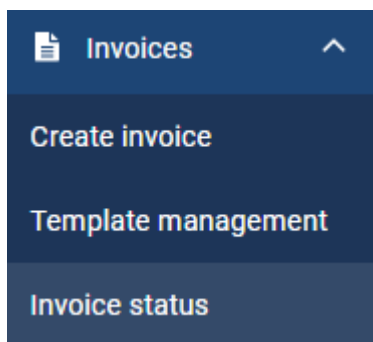 Invoices
Create invoice
Template management
Invoice status